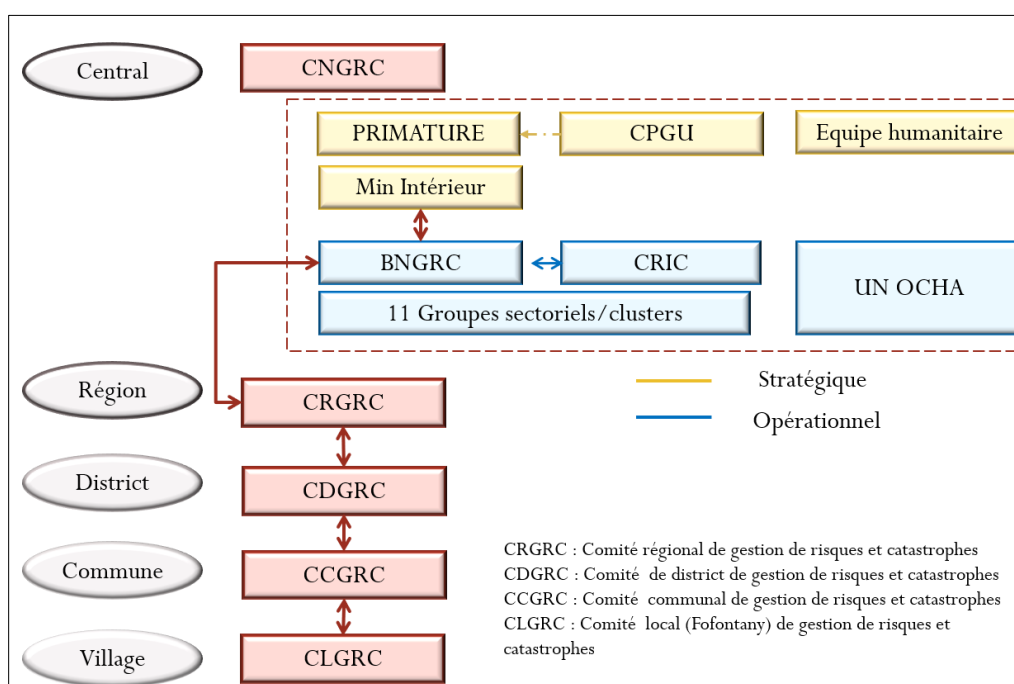 Central
CNGRC
PRIMATURE
CPGU
Equipe humanitaire
Min Intérieur
BNGRC
CRIC
UN OCHA
11 Groupes sectoriels/clusters
Région
CRGRC
Stratégique
Opérationnel
District
CDGRC
Commune
CCGRC
Village
CLGRC
CRGRC : Comité régional de gestion de risques et catastrophes
CDGRC : Comité de district de gestion de risques et catastrophes
CCGRC : Comité communal de gestion de risques et catastrophes
CLGRC : Comité local (Fofontany) de gestion de risques et
catastrophes